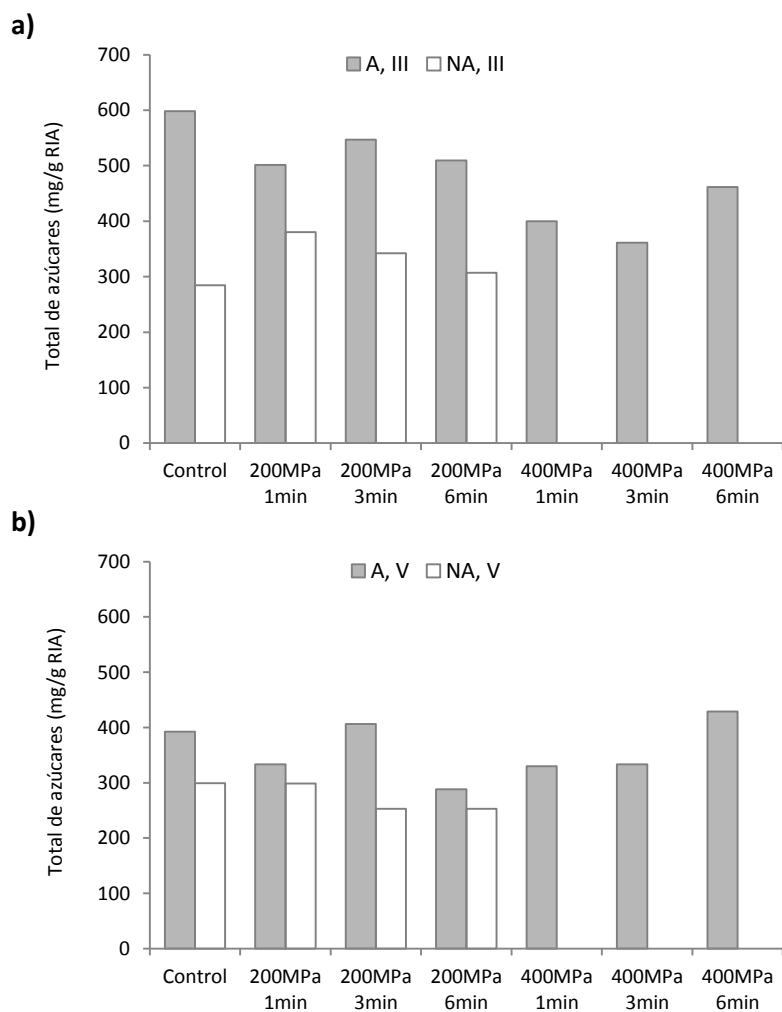 a)
A, III NA, III
Total de azúcares (mg/g RIA)
700
600
500
400
300
200
100
0
Control 200MPa 200MPa 200MPa 400MPa 400MPa 400MPa
1min 3min 6min 1min 3min 6min
b)
A, V NA, V
Total de azúcares (mg/g RIA)
700
600
500
400
300
200
100
0
Control 200MPa 200MPa 200MPa 400MPa 400MPa 400MPa
1min 3min 6min 1min 3min 6min